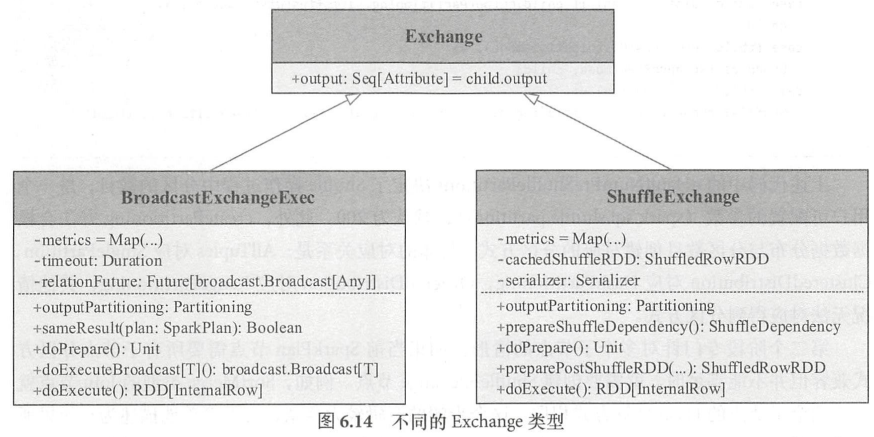 Exchange
+output: Seq[Attribute] = child.output
BroadcastExchangeExec
-metrics = Map(...)
-timeout: Duration
-relationFuture: Future[broadcast.Broadcast[Any]]
+outputPartitioning: Partitioning
+sameResult(plan: SparkPlan): Boolean
+doPrepare(): Unit
+doExecuteBroadcast[T](): broadcast.Broadcast[T]
+doExecute(): RDD[InternalRow]
ShuffleExchange
-metrics = Map(...)
-cachedShuffleRDD: ShuffledRowRDD
-serializer: Serializer
+outputPartitioning: Partitioning
+prepareShuffleDependency(): ShuffleDependency
+doPrepare(): Unit
+preparePostShuffleRDD(...): ShuffledRowRDD
+doExecute(): RDD[InternalRow]
图 6.14 不同的 Exchange 类型